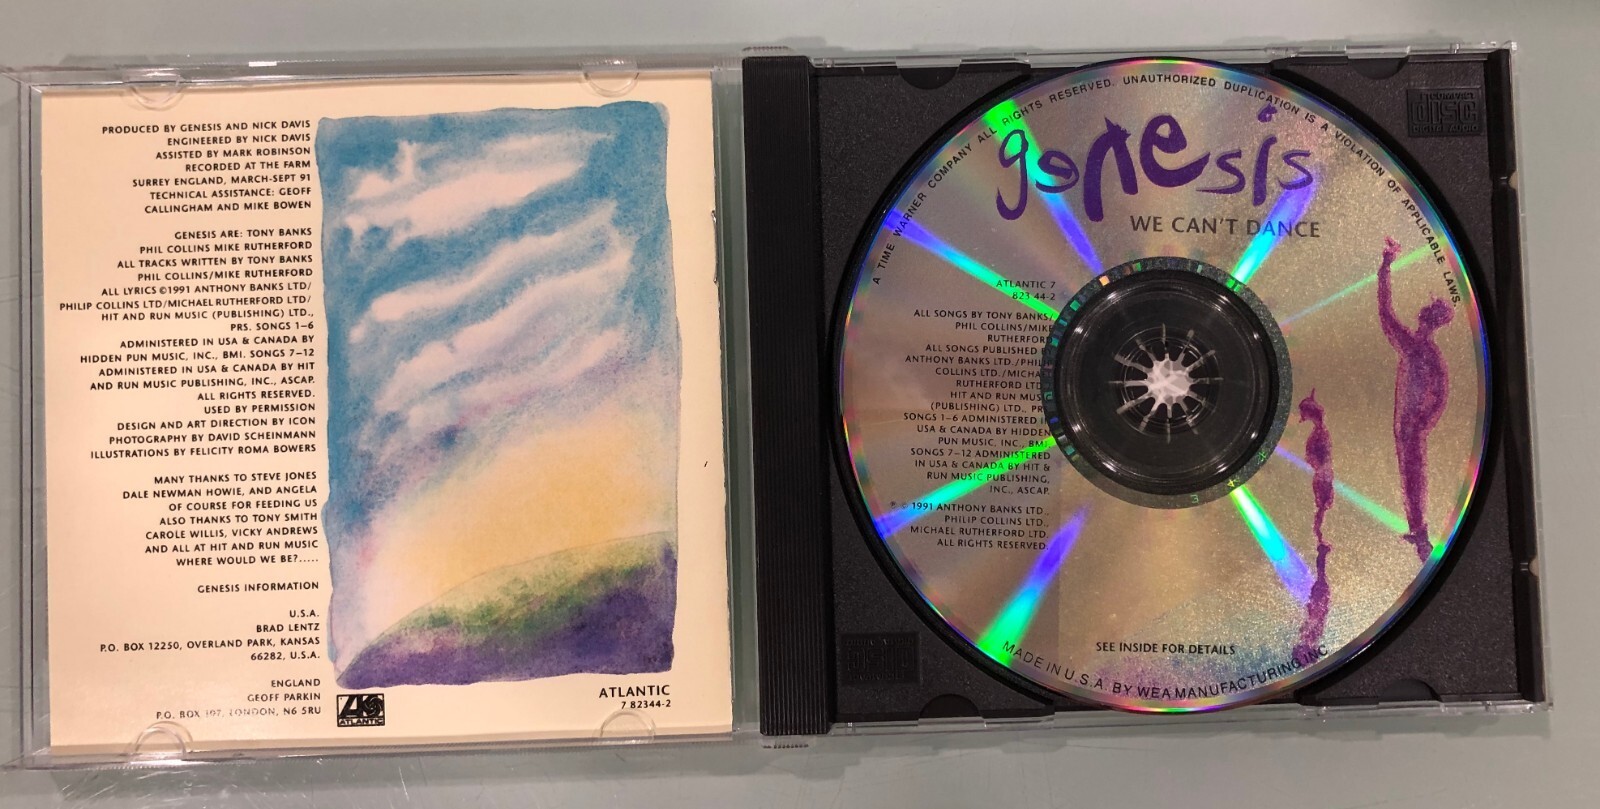 PRODUCED BY GENESIS AND NICK DAVIS
ENGINEERED BY NICK DAVIS
ASSISTED BY MARK ROBINSON
RECORDED AT THE FARM
SURREY ENGLAND, MARCH-SEPT 91
TECHNICAL ASSISTANCE: GEOFF
CALLINGHAM AND MIKE BOWEN
GENESIS ARE: TONY BANKS
PHIL COLLINS MIKE RUTHERFORD
ALL TRACKS WRITTEN BY TONY BANKS
PHIL COLLINS/MIKE RUTHERFORD
ALL LYRICS ©1991 ANTHONY BANKS LTD/
PHILIP COLLINS LTD/MICHAEL RUTHERFORD LTD/
HIT AND RUN MUSIC (PUBLISHING) LTD.,
PRS. SONGS 1–6
ADMINISTERED IN USA & CANADA BY
HIDDEN PUN MUSIC, INC., BMI. SONGS 7–12
ADMINISTERED IN USA & CANADA BY HIT
AND RUN MUSIC PUBLISHING, INC., ASCAP.
ALL RIGHTS RESERVED.
USED BY PERMISSION
DESIGN AND ART DIRECTION BY ICON
PHOTOGRAPHY BY DAVID SCHEINMANN
ILLUSTRATIONS BY FELICITY ROMA BOWERS
MANY THANKS TO STEVE JONES
DALE NEWMAN HOWIE, AND ANGELA
OF COURSE FOR FEEDING US
ALSO THANKS TO TONY SMITH
CAROLE WILLIS, VICKY ANDREWS
AND ALL AT HIT AND RUN MUSIC
WHERE WOULD WE BE?.....
GENESIS INFORMATION
U.S.A.
BRAD LENTZ
P.O. BOX 12250, OVERLAND PARK, KANSAS
66282, U.S.A.
ENGLAND
GEOFF PARKIN
P.O. BOX 107, LONDON, N6 5RU
ATLANTIC
ATLANTIC
7 82344-2
A TIME WARNER COMPANY ALL RIGHTS RESERVED. UNAUTHORIZED DUPLICATION IS A VIOLATION OF APPLICABLE LAWS.
genesis
WE CAN'T DANCE
ATLANTIC 7
823 44-2
ALL SONGS BY TONY BANKS/
PHIL COLLINS/MIKE
RUTHERFORD
ALL SONGS PUBLISHED
ANTHONY BANKS LTD./
COLLINS LTD./
RUTHERFORD LTD.
HIT AND RUN
(PUBLISHING) LTD.,
SONGS 1–6 ADMINISTERED
USA & CANADA BY HIDDEN
PUN MUSIC, INC., BMI.
SONGS 7–12 ADMINISTERED
IN USA & CANADA BY HIT &
RUN MUSIC PUBLISHING,
INC., ASCAP.
℗ © 1991 ANTHONY BANKS LTD.,
PHILIP COLLINS LTD.,
MICHAEL RUTHERFORD LTD.
ALL RIGHTS RESERVED.
SEE INSIDE FOR DETAILS
MADE IN U.S.A. BY WEA MANUFACTURING INC
COMPACT
DISC
DIGITAL AUDIO